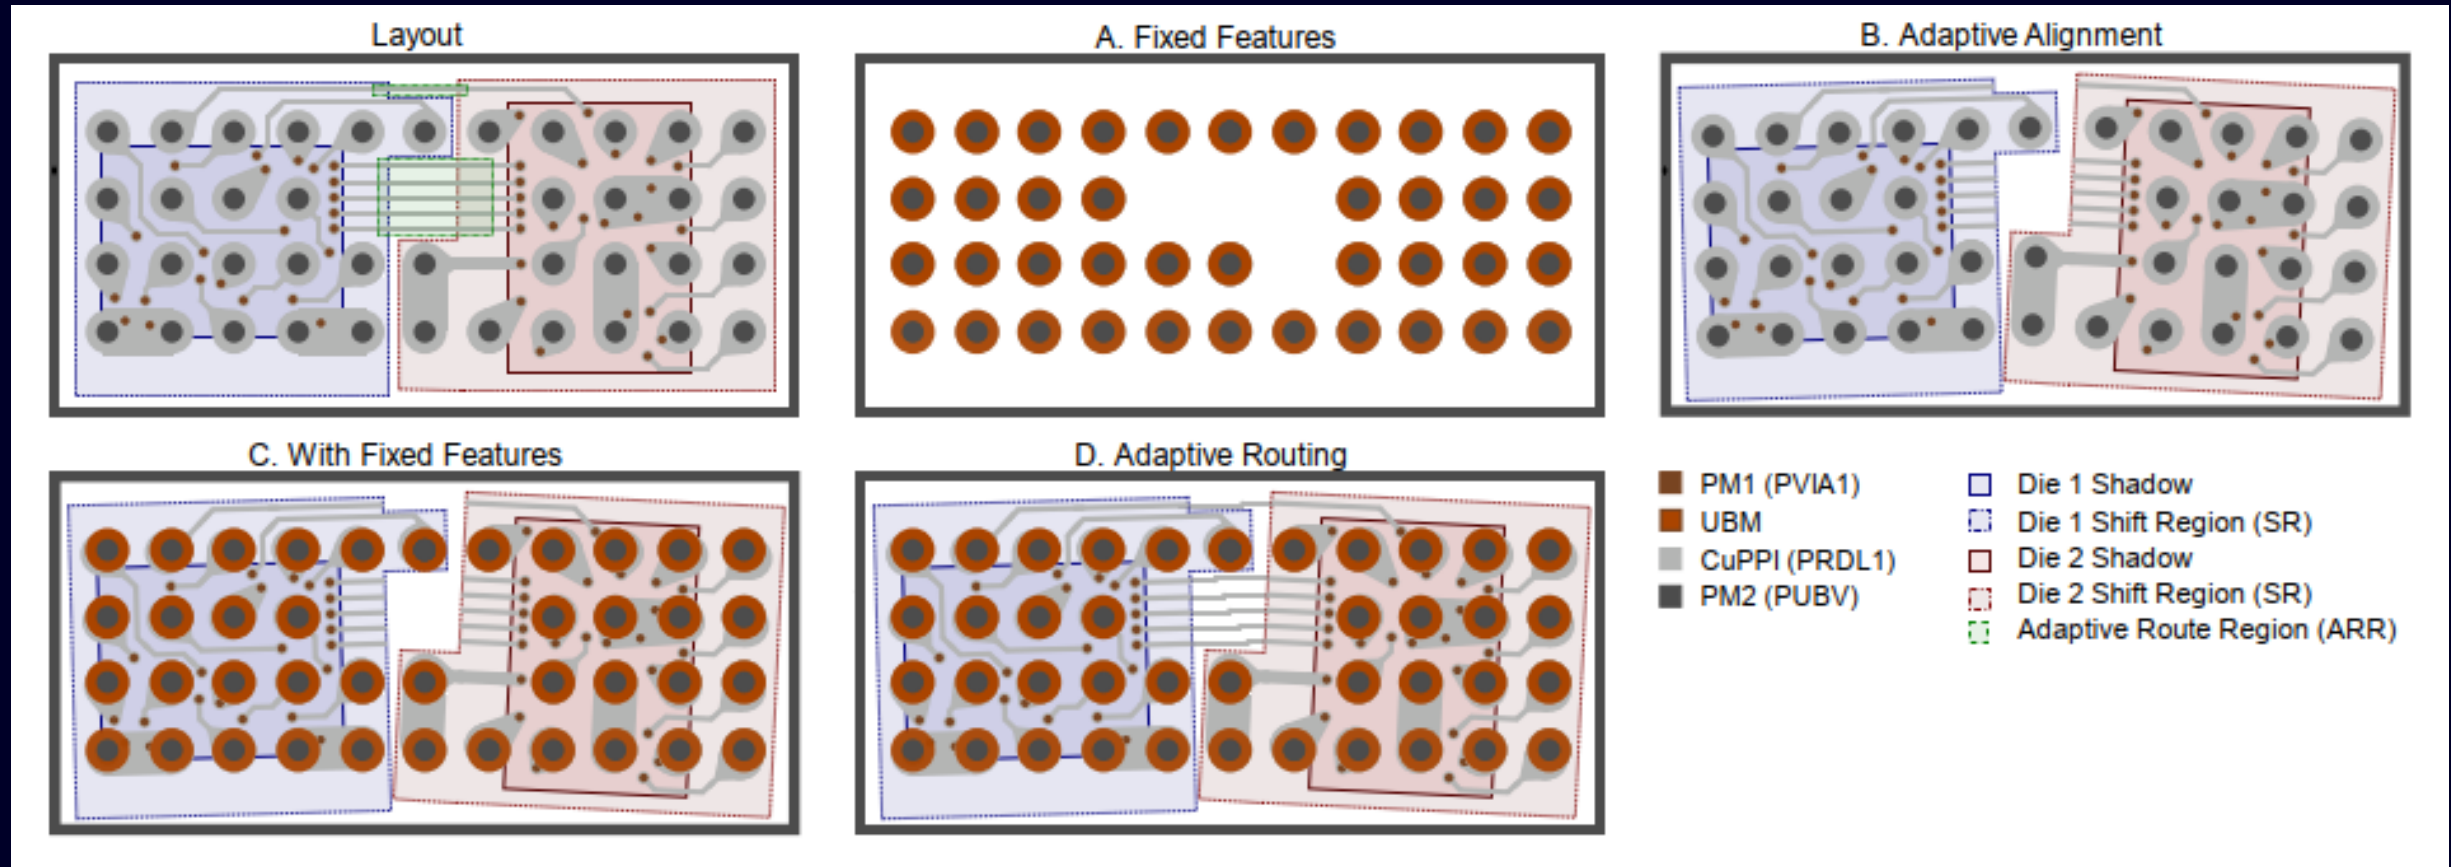 Layout
A. Fixed Features
B. Adaptive Alignment
C. With Fixed Features
D. Adaptive Routing
PM1 (PVIA1)
UBM
CuPPI (PRDL1)
PM2 (PUBV)
Die 1 Shadow
Die 1 Shift Region (SR)
Die 2 Shadow
Die 2 Shift Region (SR)
Adaptive Route Region (ARR)